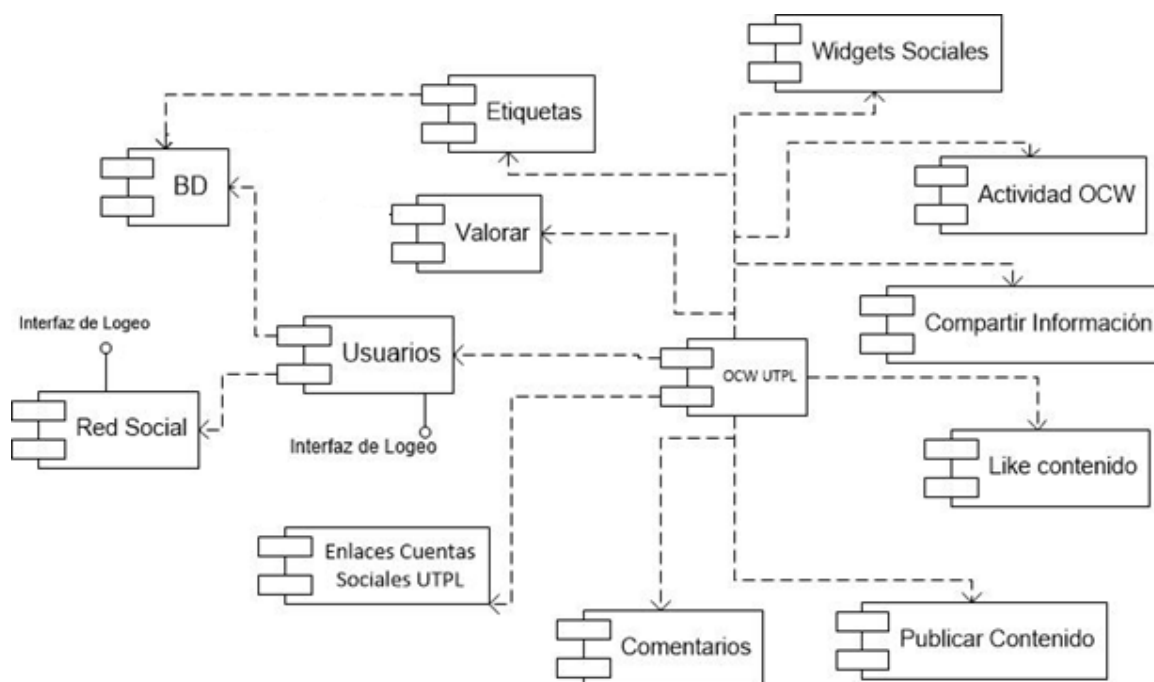 Widgets Sociales
Etiquetas
BD
Actividad OCW
Valorar
Interfaz de Logeo
Usuarios
Compartir Información
OCW UTPL
Red Social
Interfaz de Logeo
Like contenido
Enlaces Cuentas
Sociales UTPL
Comentarios
Publicar Contenido